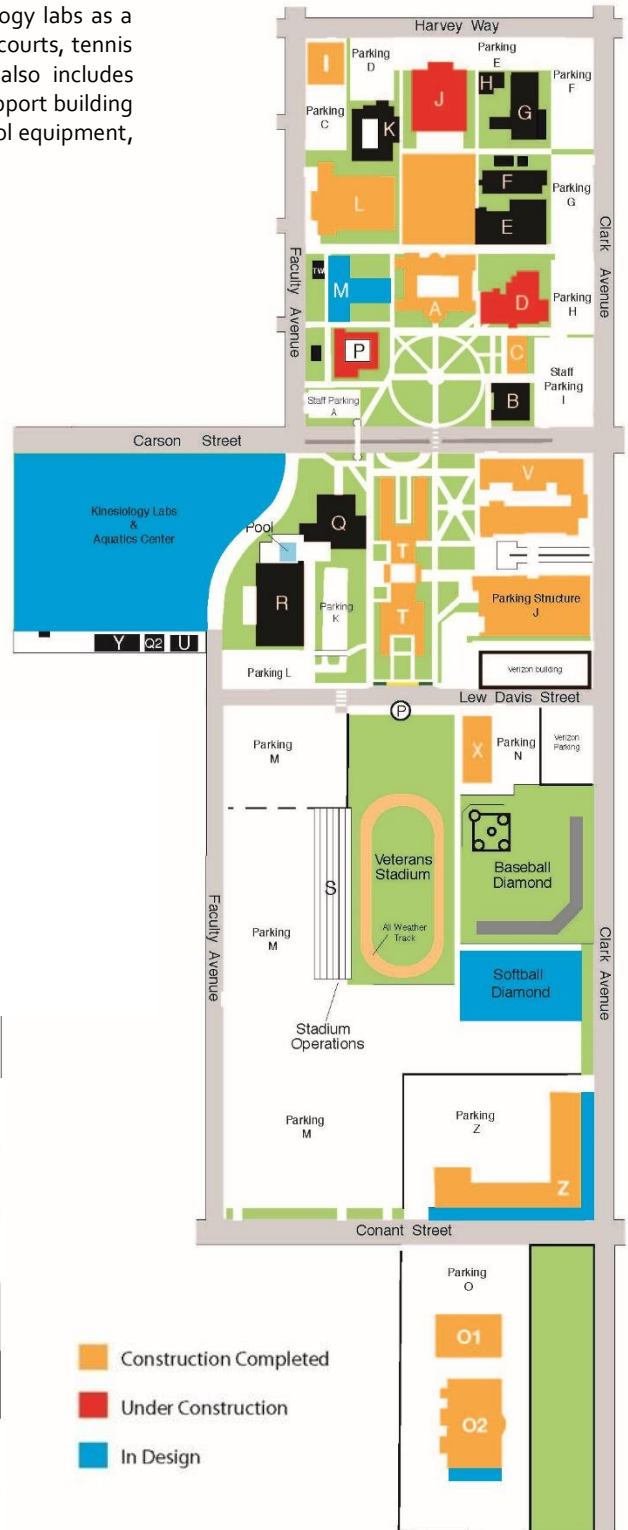 ogy labs as a
courts, tennis
also includes
pport building
ol equipment,
Harvey Way
I
Parking
D
Parking
E
Parking
F
H
J
G
Parking
C
K
F
Parking
G
L
E
Faculty Avenue
Clark Avenue
TW
M
A
D
Parking
H
P
C
Staff
Parking
I
Staff Parking
A
B
Carson Street
Kinesiology Labs
&
Aquatics Center
V
Q
Pool
T
R
Parking
K
T
Parking Structure
J
Y
Q2
U
Parking L
Verizon building
Lew Davis Street
P
Parking
M
X
Parking
N
Verizon
Parking
Veterans
Stadium
Baseball
Diamond
S
Faculty Avenue
Parking
M
All Weather
Track
Clark Avenue
Softball
Diamond
Stadium
Operations
Parking
M
Parking
Z
Z
Conant Street
Parking
O
O1
Construction Completed
Under Construction
O2
In Design